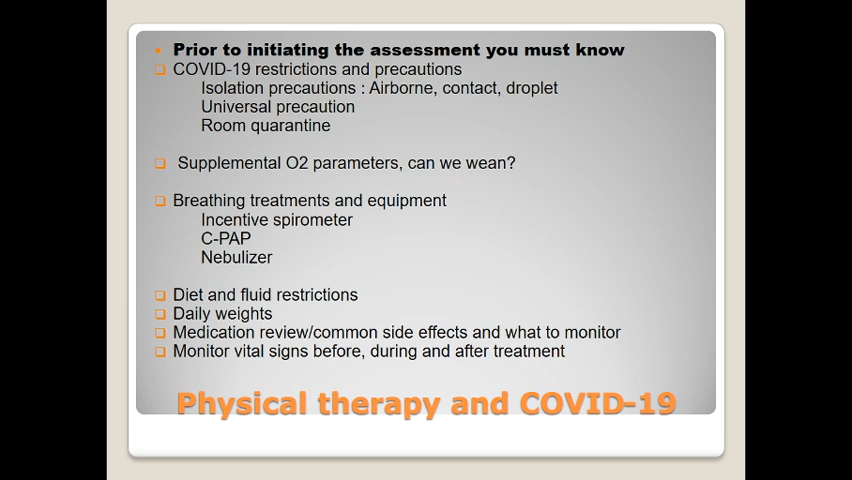 Prior to initiating the assessment you must know
COVID-19 restrictions and precautions
Isolation precautions : Airborne, contact, droplet
Universal precaution
Room quarantine
Supplemental O2 parameters, can we wean?
Breathing treatments and equipment
Incentive spirometer
C-PAP
Nebulizer
Diet and fluid restrictions
Daily weights
Medication review/common side effects and what to monitor
Monitor vital signs before, during and after treatment
Physical therapy and COVID-19